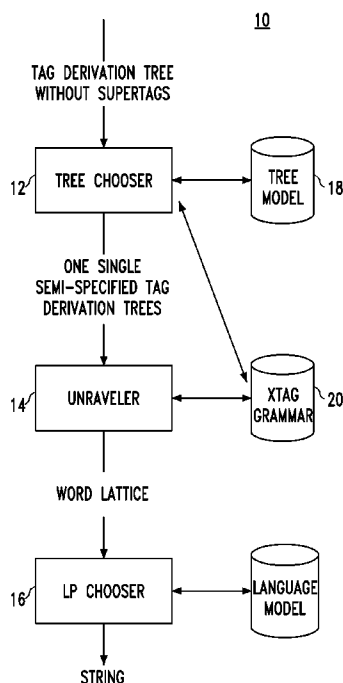 10
TAG DERIVATION TREE
WITHOUT SUPERTAGS
12
TREE CHOOSER
TREE
MODEL
18
ONE SINGLE
SEMI-SPECIFIED TAG
DERIVATION TREES
14
UNRAVELER
XTAG
GRAMMAR
20
WORD LATTICE
16
LP CHOOSER
LANGUAGE
MODEL
STRING